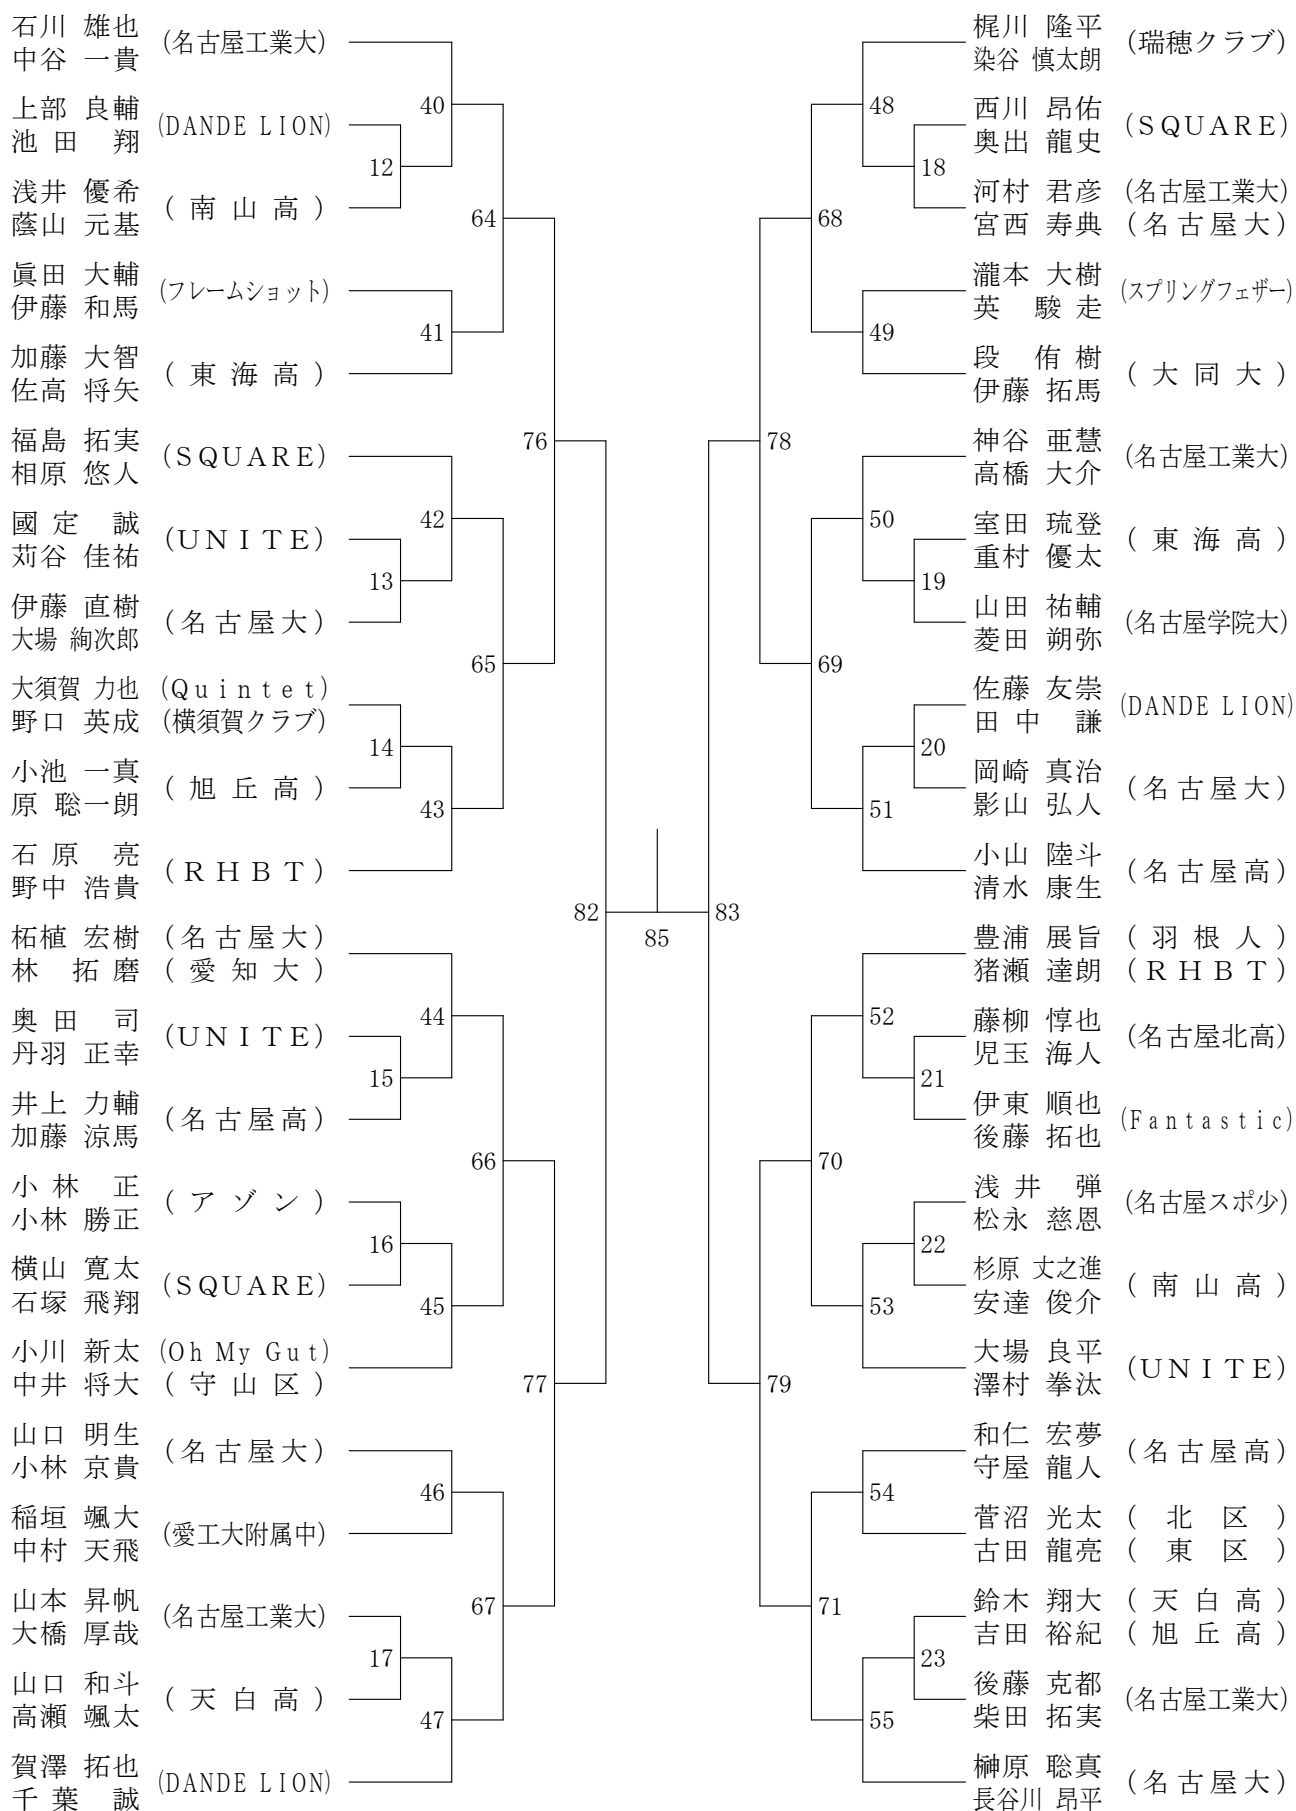 石川 雄也 (名古屋工業大)
中谷 一貴
40
上部 良輔 (DANDE LION)
池田 翔
12
浅井 優希 (南山高)
蔭山 元基
64
眞田 大輔 (フレームショット)
伊藤 和馬
41
加藤 大智 (東海高)
佐高 将矢
76
福島 拓実 (SQUARE)
相原 悠人
42
國定 誠 (UNITE)
苅谷 佳祐
13
伊藤 直樹 (名古屋大)
大場 絢次郎
65
大須賀 力也 (Quintet)
野口 英成 (横須賀クラブ)
14
小池 一真 (旭丘高)
原 聡一朗
43
石原 亮 (RHBT)
野中 浩貴
82
柘植 宏樹 (名古屋大)
林 拓磨 (愛知大)
44
奥田 司 (UNITE)
丹羽 正幸
15
井上 力輔 (名古屋高)
加藤 涼馬
66
小林 正 (アゾン)
小林 勝正
16
横山 寛太 (SQUARE)
石塚 飛翔
45
小川 新太 (Oh My Gut)
中井 将大 (守山区)
77
山口 明生 (名古屋大)
小林 京貴
46
稲垣 颯大 (愛工大附属中)
中村 天飛
67
山本 昇帆 (名古屋工業大)
大橋 厚哉
17
山口 和斗 (天白高)
高瀬 颯太
47
賀澤 拓也 (DANDE LION)
千葉 誠
85
梶川 隆平 (瑞穂クラブ)
染谷 慎太朗
48
西川 昂佑 (SQUARE)
奥出 龍史
18
河村 君彦 (名古屋工業大)
宮西 寿典 (名古屋大)
68
瀧本 大樹 (スプリングフェザー)
英 駿走
49
段 侑樹 (大同大)
伊藤 拓馬
78
神谷 亜慧 (名古屋工業大)
高橋 大介
50
室田 琉登 (東海高)
重村 優太
19
山田 祐輔 (名古屋学院大)
菱田 朔弥
69
佐藤 友崇 (DANDE LION)
田中 謙
20
岡崎 真治 (名古屋大)
影山 弘人
51
小山 陸斗 (名古屋高)
清水 康生
83
豊浦 展旨 (羽根人)
猪瀬 達朗 (RHBT)
52
藤柳 惇也 (名古屋北高)
児玉 海人
21
伊東 順也 (Fantastic)
後藤 拓也
70
浅井 弾 (名古屋スポ少)
松永 慈恩
22
杉原 丈之進 (南山高)
安達 俊介
53
大場 良平 (UNITE)
澤村 拳汰
79
和仁 宏夢 (名古屋高)
守屋 龍人
54
菅沼 光太 (北区)
古田 龍亮 (東区)
71
鈴木 翔大 (天白高)
吉田 裕紀 (旭丘高)
23
後藤 克都 (名古屋工業大)
柴田 拓実
55
榊原 聡真 (名古屋大)
長谷川 昂平